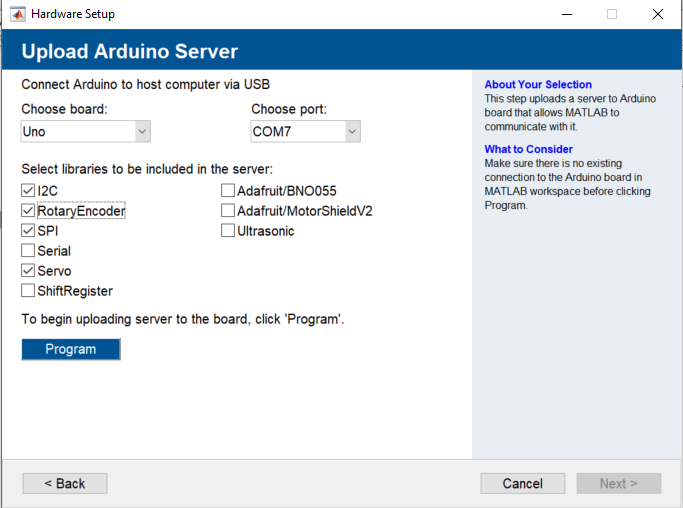 Hardware Setup
Upload Arduino Server
Connect Arduino to host computer via USB
Choose board:
Choose port:
Uno
COM7
Select libraries to be included in the server:
I2C
RotaryEncoder
SPI
Serial
Servo
ShiftRegister
Adafruit/BNO055
Adafruit/MotorShieldV2
Ultrasonic
To begin uploading server to the board, click 'Program'.
Program
About Your Selection
This step uploads a server to Arduino
board that allows MATLAB to
communicate with it.
What to Consider
Make sure there is no existing
connection to the Arduino board in
MATLAB workspace before clicking
Program.
< Back
Cancel
Next >